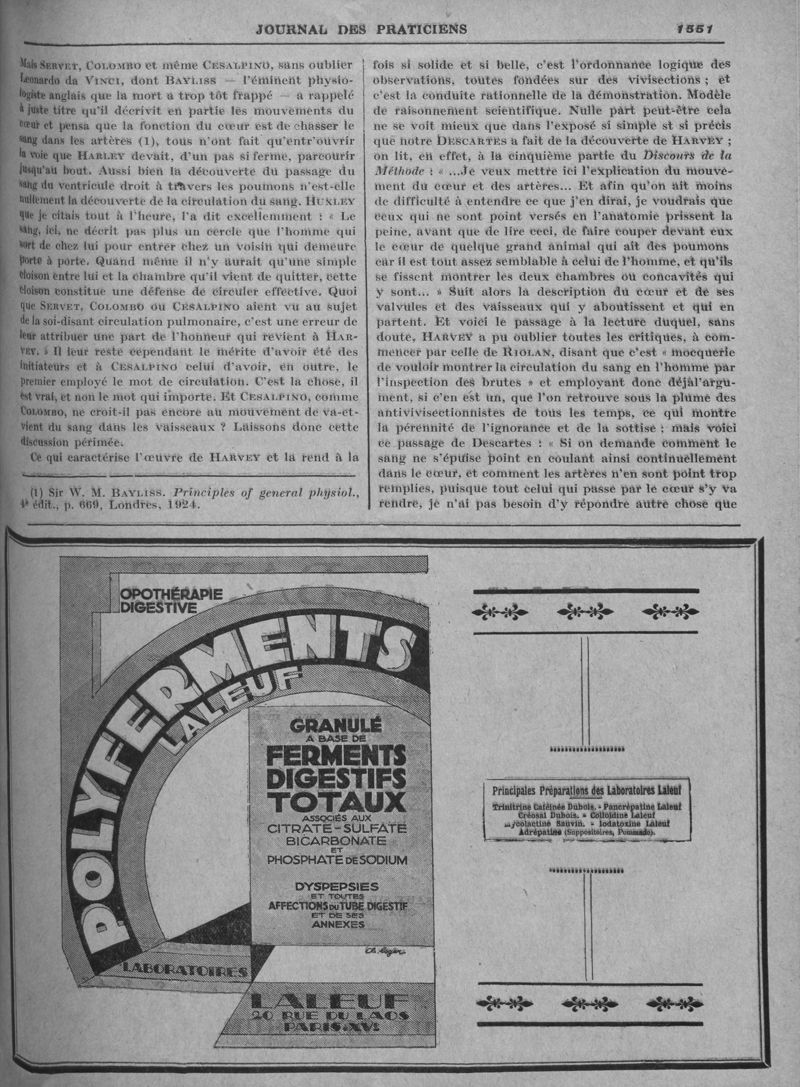 JOURNAL DES PRATICIENS 1551
Mais SERVET, COLOMBO et même CESALPINO, sans oublier
Leonardo da VINCI, dont BAYLISS — l'éminent physio-
logiste anglais que la mort a trop tôt frappé — a rappelé
à juste titre qu'il décrivit en partie les mouvements du
cœur et pensa que la fonction du cœur est de chasser le
sang dans les artères (1), tous n'ont fait qu'entr'ouvrir
la voie que HARLEY devait, d'un pas si ferme, parcourir
jusqu'au bout. Aussi bien la découverte du passage du
sang du ventricule droit à travers les poumons n'est-elle
nullement la découverte de la circulation du sang. HUXLEY
que je citais tout à l'heure, l'a dit excellemment : « Le
sang, ici, ne décrit pas plus un cercle que l'homme qui
sort de chez lui pour entrer chez un voisin qui demeure
porte à porte. Quand même il n'y aurait qu'une simple
cloison entre lui et la chambre qu'il vient de quitter, cette
cloison constitue une défense de circuler effective. Quoi
que SERVET, COLOMBO ou CESALPINO aient vu au sujet
de la soi-disant circulation pulmonaire, c'est une erreur de
leur attribuer une part de l'honneur qui revient à HAR-
VEY. » Il leur reste cependant le mérite d'avoir été des
initiateurs et à CESALPINO celui d'avoir, en outre, le
premier employé le mot de circulation. C'est la chose, il
est vrai, et non le mot qui importe. Et CESALPINO, comme
COLOMBO, ne croit-il pas encore au mouvement de va-et-
vient du sang dans les vaisseaux ? Laissons donc cette
discussion périmée.
Ce qui caractérise l'œuvre de HARVEY et la rend à la
(1) Sir W. M. BAYLISS. Principles of general physiol.,
4e édit., p. 669, Londres, 1924.
fois si solide et si belle, c'est l'ordonnance logique des
observations, toutes fondées sur des vivisections ; et
c'est la conduite rationnelle de la démonstration. Modèle
de raisonnement scientifique. Nulle part peut-être cela
ne se voit mieux que dans l'exposé si simple st si précis
que notre DESCARTES a fait de la découverte de HARVEY ;
on lit, en effet, à la cinquième partie du Discours de la
Méthode : « ...Je veux mettre ici l'explication du mouve-
ment du cœur et des artères... Et afin qu'on ait moins
de difficulté à entendre ce que j'en dirai, je voudrais que
ceux qui ne sont point versés en l'anatomie prissent la
peine, avant que de lire ceci, de faire couper devant eux
le cœur de quelque grand animal qui ait des poumons
car il est tout assez semblable à celui de l'homme, et qu'ils
se fissent montrer les deux chambres ou concavités qui
y sont... » Suit alors la description du cœur et de ses
valvules et des vaisseaux qui y aboutissent et qui en
partent. Et voici le passage à la lecture duquel, sans
doute, HARVEY a pu oublier toutes les critiques, à com-
mencer par celle de RIOLAN, disant que c'est « mocquerie
de vouloir montrer la circulation du sang en l'homme par
l'inspection des brutes » et employant donc déjàl'argu-
ment, si c'en est un, que l'on retrouve sous la plume des
antivivisectionnistes de tous les temps, ce qui montre
la pérennité de l'ignorance et de la sottise ; mais voici
ce passage de Descartes : « Si on demande comment le
sang ne s'épuise point en coulant ainsi continuellement
dans le cœur, et comment les artères n'en sont point trop
remplies, puisque tout celui qui passe par le cœur s'y va
rendre, je n'ai pas besoin d'y répondre autre chose que
OPOTHÉRAPIE
DIGESTIVE
POLYFERMENTS
LALEUF
GRANULÉ
A BASE DE
FERMENTS
DIGESTIFS
TOTAUX
ASSOCIÉS AUX
CITRATE - SULFATE
BICARBONATE
ET
PHOSPHATE DE SODIUM
DYSPEPSIES
ET TOUTES
AFFECTIONS DU TUBE DIGESTIF
ET DE SES
ANNEXES
LABORATOIRES
LALEUF
20 RUE DU LAOS
PARIS-XVe
Principales Préparations des Laboratoires Laleuf
Trinitrine Caféinée Dubois. - Pancrépatine Laleuf
Créosal Dubois. - Colloïdine Laleuf
Sauvin. - Iodatoxine Laleuf
Adrépatine (Suppositoires, Pommade).